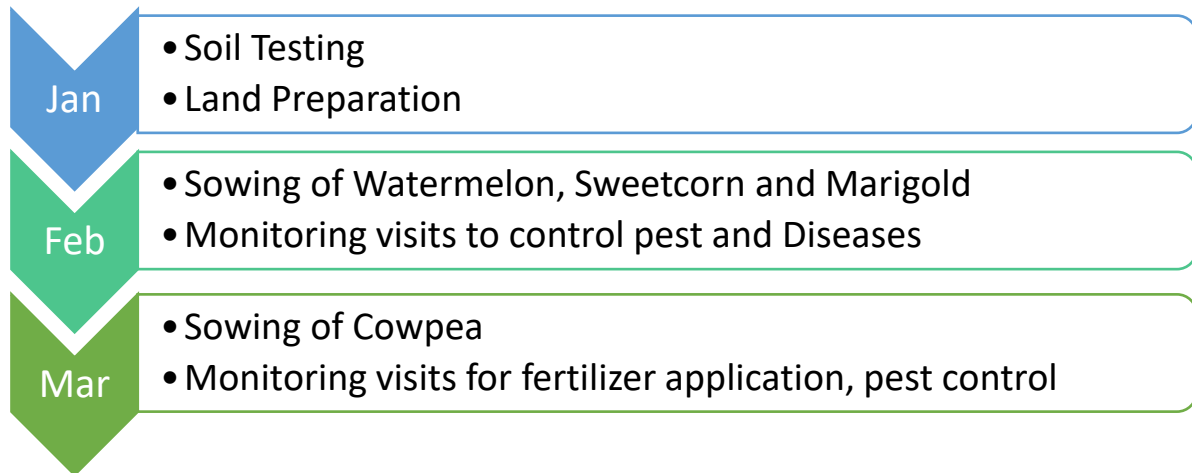 Jan
• Soil Testing
• Land Preparation
Feb
• Sowing of Watermelon, Sweetcorn and Marigold
• Monitoring visits to control pest and Diseases
Mar
• Sowing of Cowpea
• Monitoring visits for fertilizer application, pest control